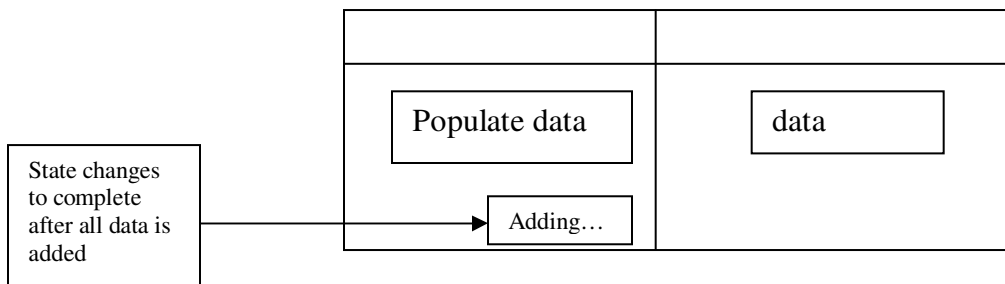 Populate data
data
State changes
to complete
after all data is
added
Adding…